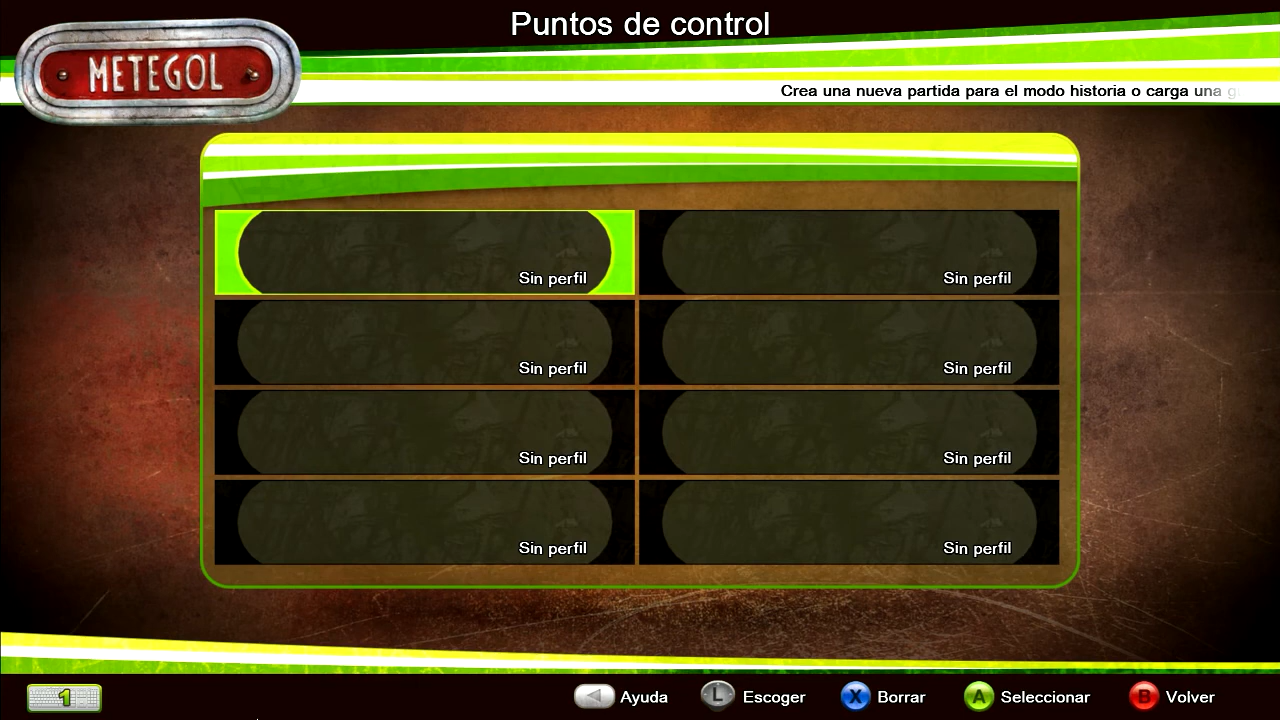 Puntos de control
METEGOL
Crea una nueva partida para el modo historia o carga una
Sin perfil
Sin perfil
Sin perfil
Sin perfil
Sin perfil
Sin perfil
Sin perfil
Sin perfil
1
Ayuda
L Escoger
X Borrar
A Seleccionar
B Volver